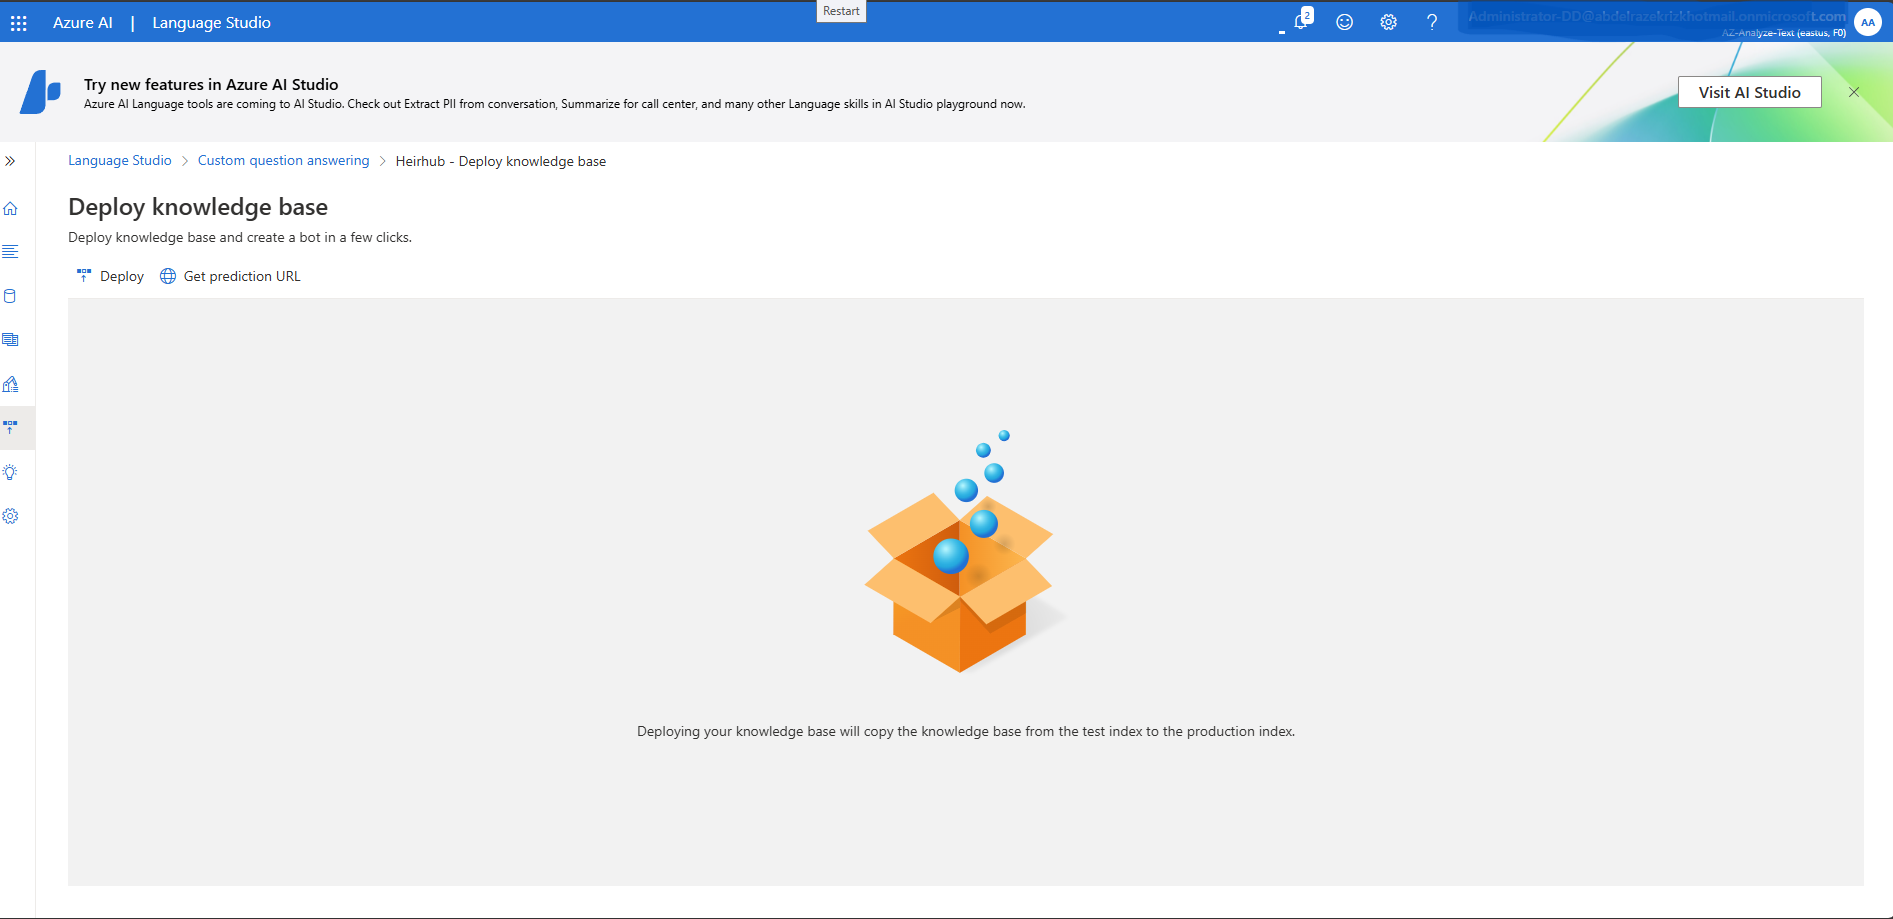 Restart
Azure AI | Language Studio
2
Administrator-DD@abdelrazekrizkhotmail.onmicrosoft.com
AZ-Analyze-Text (eastus, F0)
AA
Try new features in Azure AI Studio
Azure AI Language tools are coming to AI Studio. Check out Extract PII from conversation, Summarize for call center, and many other Language skills in AI Studio playground now.
Visit AI Studio
Language Studio > Custom question answering > Heirhub - Deploy knowledge base
Deploy knowledge base
Deploy knowledge base and create a bot in a few clicks.
Deploy Get prediction URL
Deploying your knowledge base will copy the knowledge base from the test index to the production index.